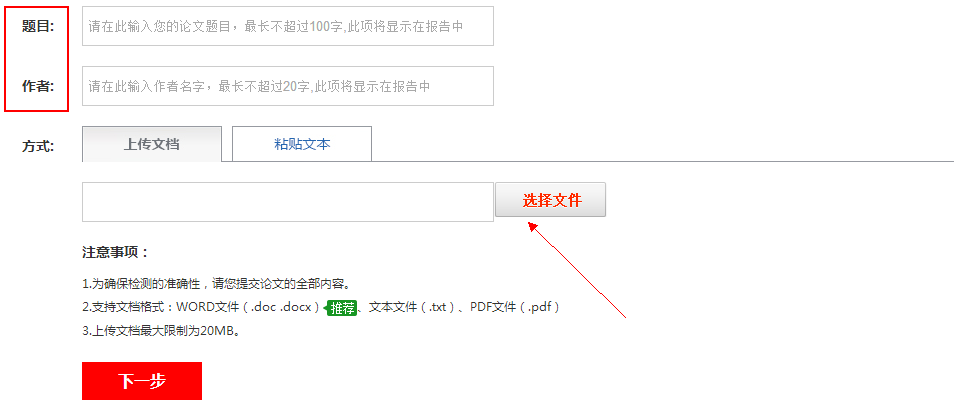 题目: 请在此输入您的论文题目，最长不超过100字,此项将显示在报告中
作者: 请在此输入作者名字，最长不超过20字,此项将显示在报告中
方式: 上传文档 粘贴文本
选择文件
注意事项：
1.为确保检测的准确性，请您提交论文的全部内容。
2.支持文档格式：WORD文件（.doc .docx）推荐、文本文件（.txt）、PDF文件（.pdf）
3.上传文档最大限制为20MB。
下一步